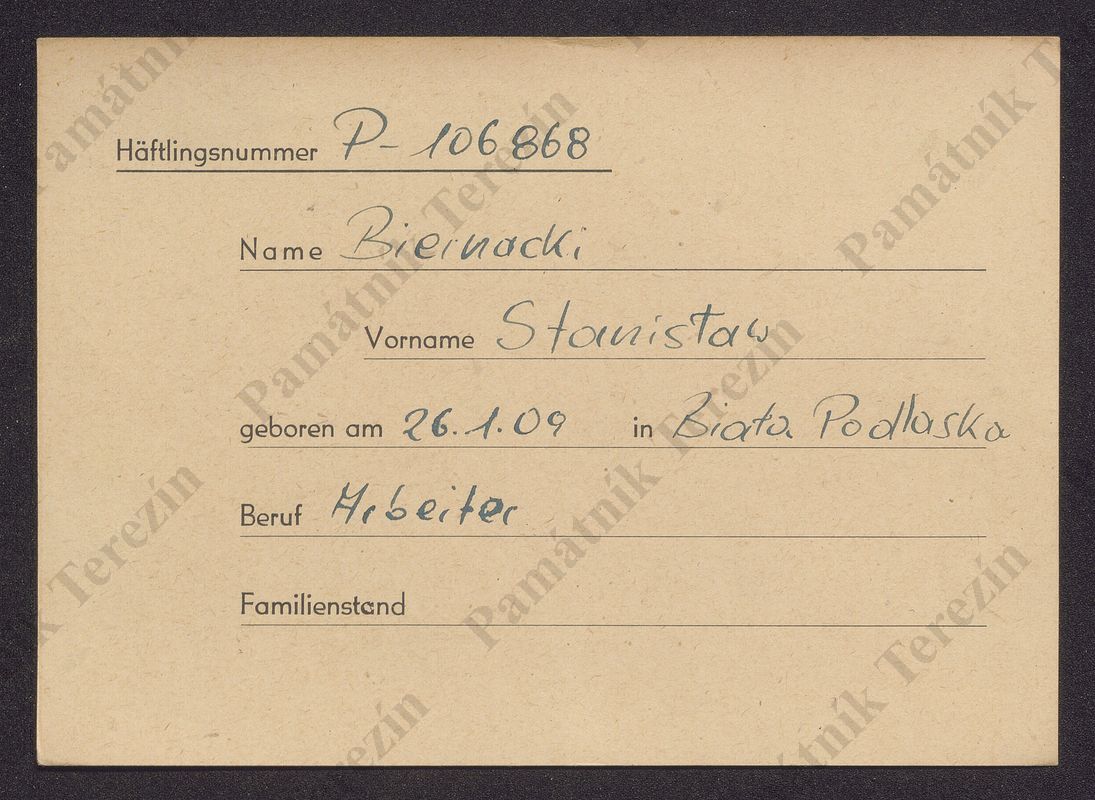 Häftlingsnummer P- 106868
Name Biernacki
Vorname Stanisław
geboren am 26.1.09 in Biała Podlaska
Beruf Arbeiter
Familienstand
Památník Terezín